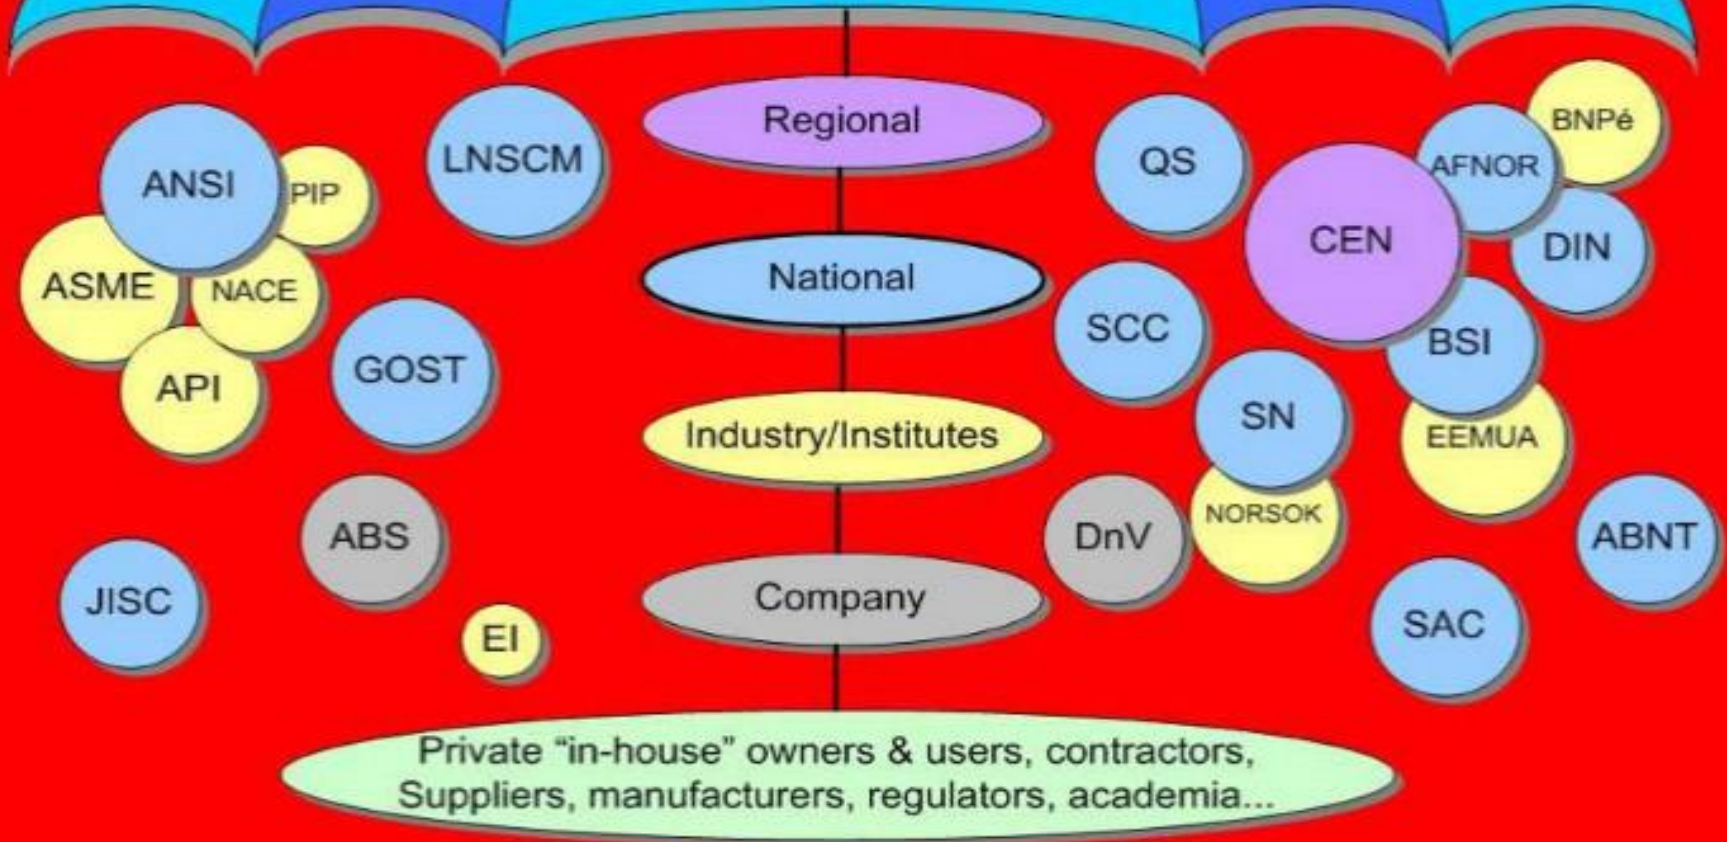 Regional
BNPé
ANSI
PIP
LNSCM
QS
AFNOR
CEN
DIN
ASME
NACE
National
SCC
BSI
API
GOST
SN
Industry/Institutes
EEMUA
ABS
DnV
NORSOK
ABNT
JISC
EI
Company
SAC
Private “in-house” owners & users, contractors,
Suppliers, manufacturers, regulators, academia...